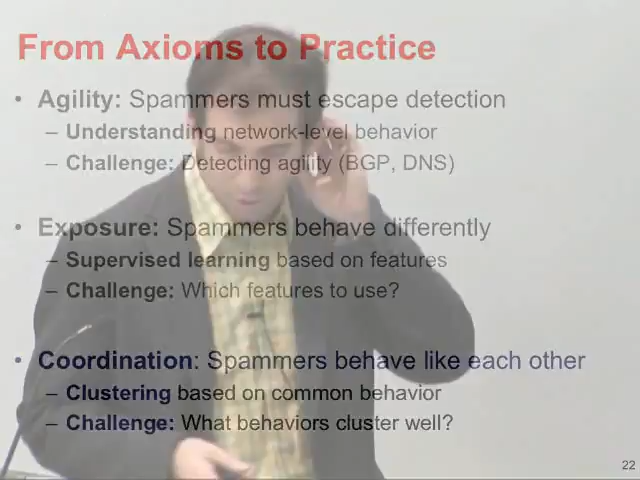 From Axioms to Practice
• Agility: Spammers must escape detection
– Understanding network-level behavior
– Challenge: Detecting agility (BGP, DNS)
• Exposure: Spammers behave differently
– Supervised learning based on features
– Challenge: Which features to use?
• Coordination: Spammers behave like each other
– Clustering based on common behavior
– Challenge: What behaviors cluster well?
22